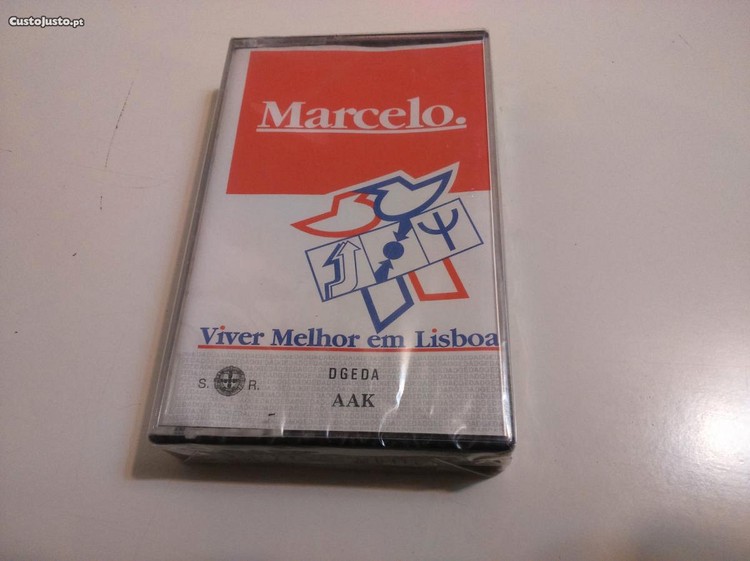 CustoJusto.pt
Marcelo.
Viver Melhor em Lisboa
S. R.
DGEDA
AAK